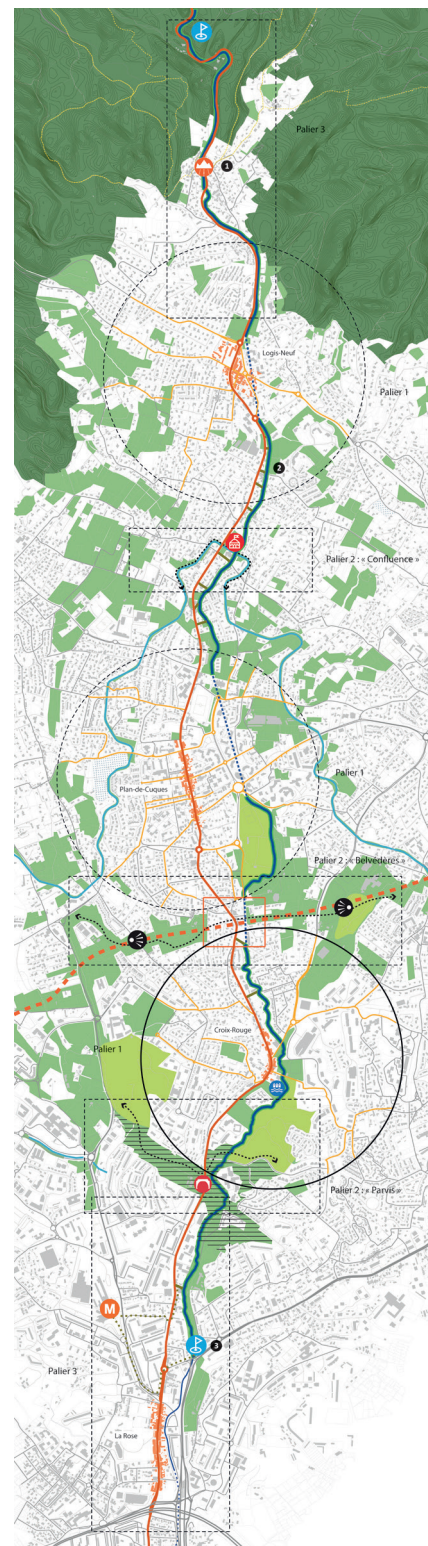 Palier 3
1
Logis-Neuf
Palier 1
2
Palier 2 : « Confluence »
Palier 1
Plan-de-Cuques
Palier 2 : « Belvédères »
Croix-Rouge
Palier 1
Palier 2 : « Parvis »
M
3
Palier 3
La Rose